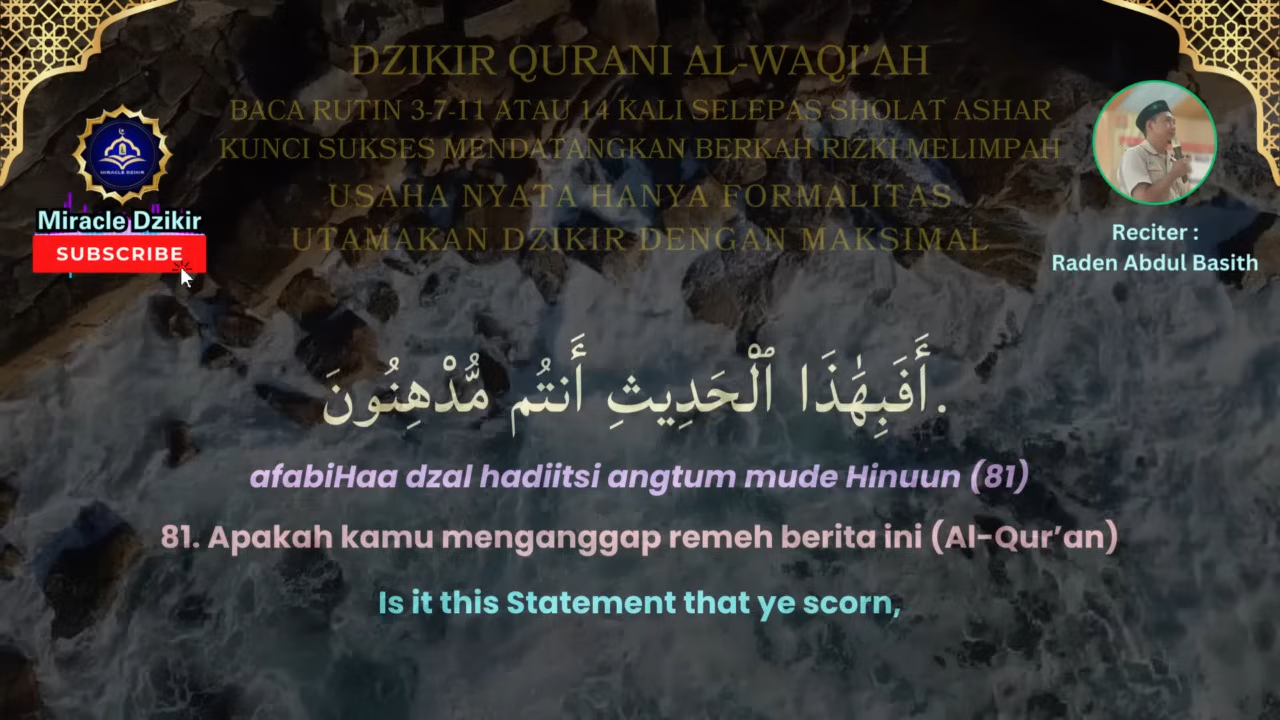 DZIKIR QURANI AL-WAQI'AH
BACA RUTIN 3-7-11 ATAU 14 KALI SELEPAS SHOLAT ASHAR
KUNCI SUKSES MENDATANGKAN BERKAH RIZKI MELIMPAH
USAHA NYATA HANYA FORMALITAS
UTAMAKAN DZIKIR DENGAN MAKSIMAL
MIRACLE DZIKIR
Miracle Dzikir
SUBSCRIBE
Reciter :
Raden Abdul Basith
أَفَبِهَٰذَا ٱلْحَدِيثِ أَنتُم مُّدْهِنُونَ.
afabiHaa dzal hadiitsi angtum mude Hinuun (81)
81. Apakah kamu menganggap remeh berita ini (Al-Qur'an)
Is it this Statement that ye scorn,